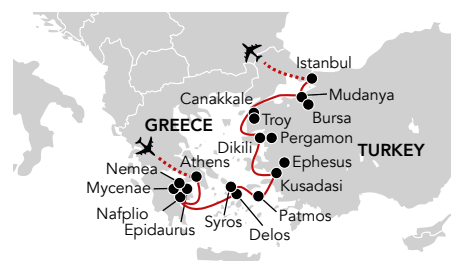 Istanbul
Mudanya
Bursa
Canakkale
Troy
GREECE
Dikili
Pergamon
TURKEY
Ephesus
Kusadasi
Athens
Nemea
Mycenae
Nafplio
Epidaurus
Syros
Delos
Patmos